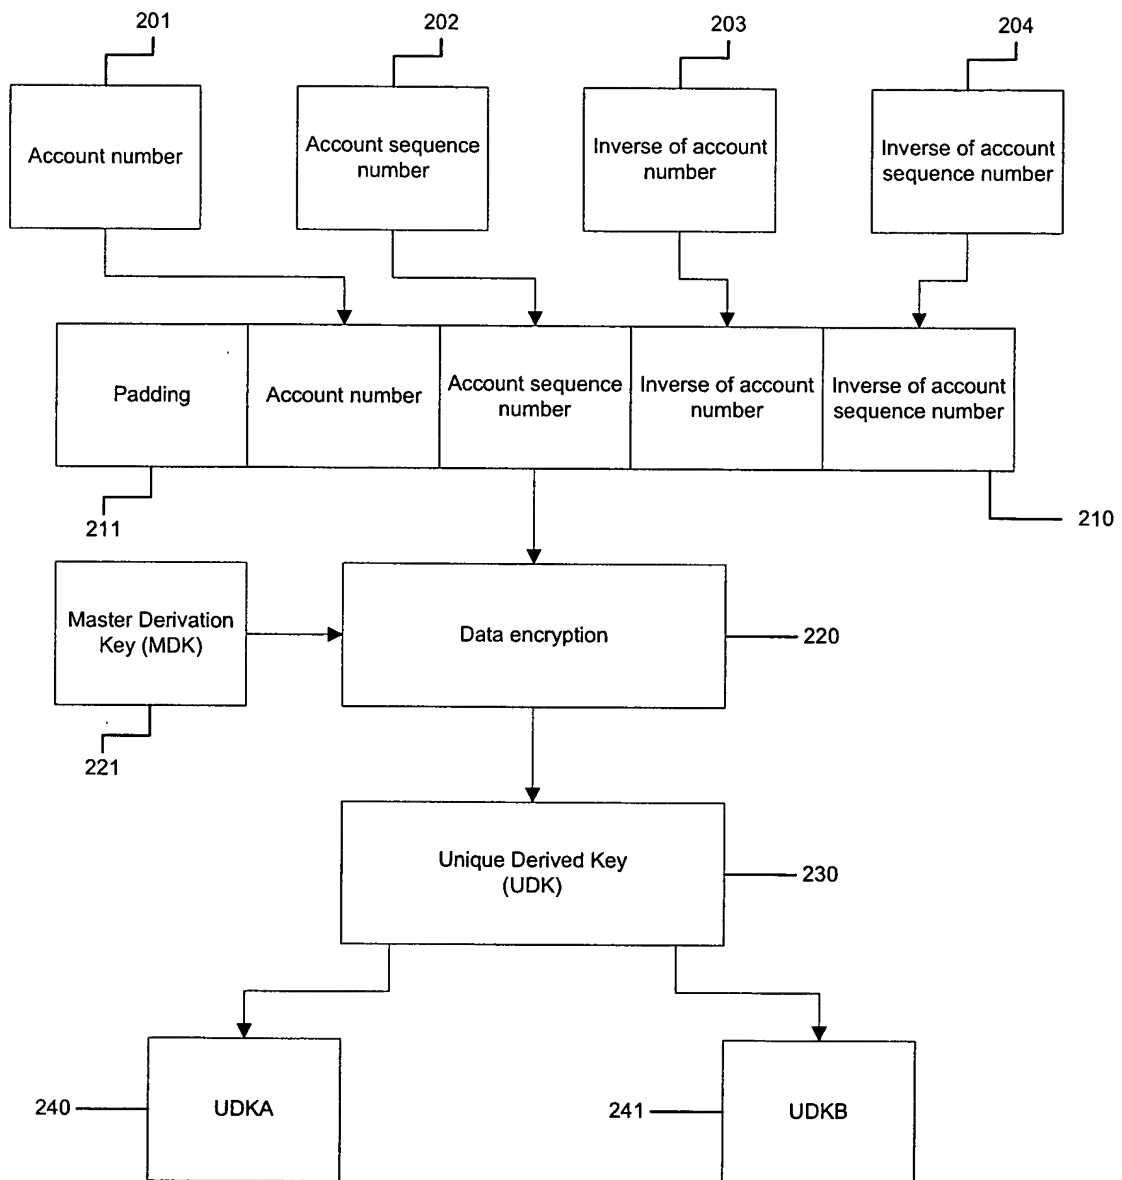 201
202
203
204
Account number
Account sequence
number
Inverse of account
number
Inverse of account
sequence number
Padding
Account number
Account sequence
number
Inverse of account
number
Inverse of account
sequence number
211
210
Master Derivation
Key (MDK)
Data encryption
220
221
Unique Derived Key
(UDK)
230
240
UDKA
241
UDKB